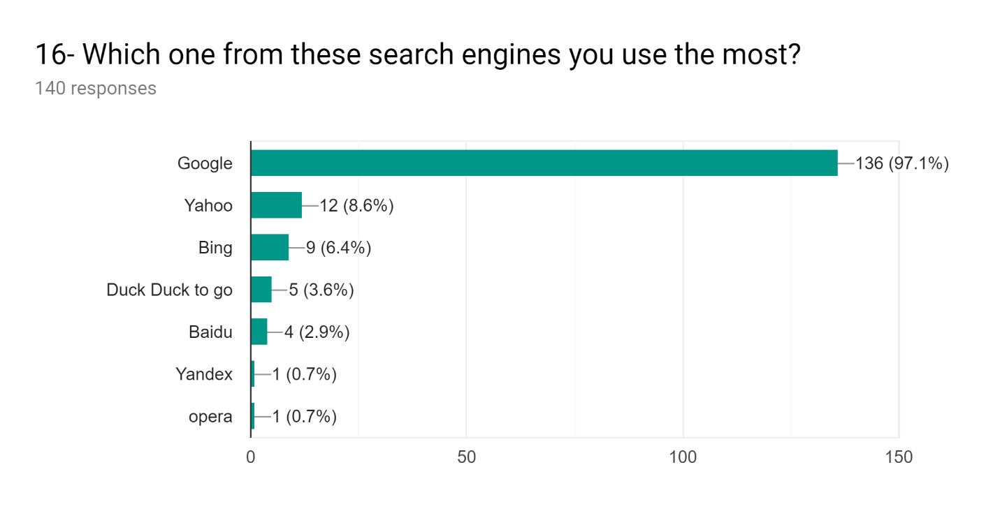 16- Which one from these search engines you use the most?
140 responses
Google 136 (97.1%)
Yahoo 12 (8.6%)
Bing 9 (6.4%)
Duck Duck to go 5 (3.6%)
Baidu 4 (2.9%)
Yandex 1 (0.7%)
opera 1 (0.7%)
0 50 100 150